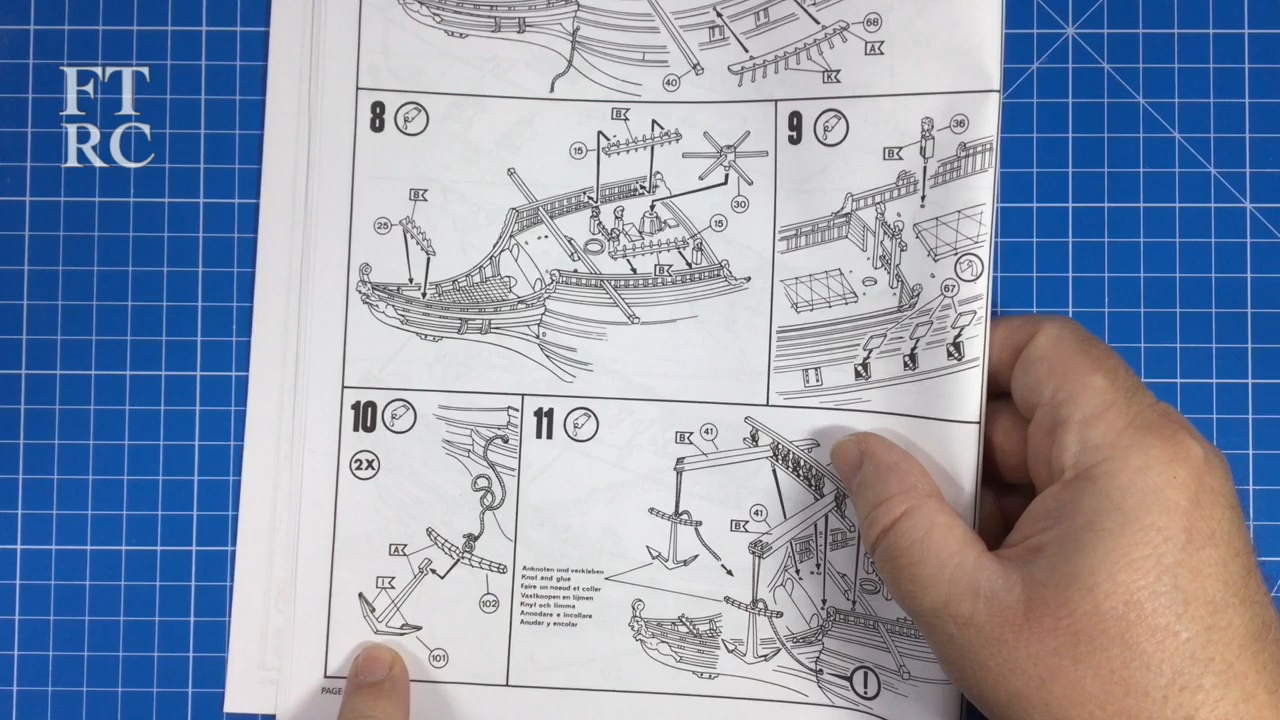 FT
RC
68
A
K
40
8
B
15
30
B
25
15
B
9
36
B
67
10
2X
A
I
102
101
11
B
41
41
B
Anknoten und verkleben
Knot and glue
Faire un noeud et coller
Vastknopen en lijmen
Knyt och limma
Annodare e incollare
Anudar y encolar
!
PAGE